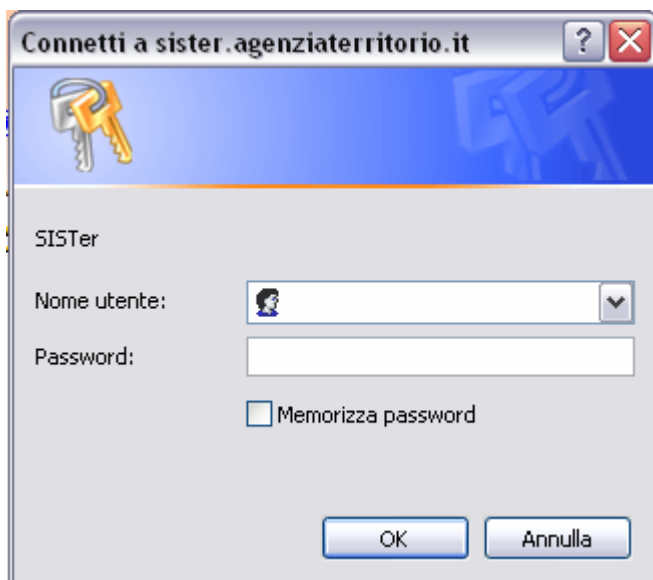 Connetti a sister.agenziaterritorio.it
SISTer
Nome utente:
Password:
Memorizza password
OK Annulla